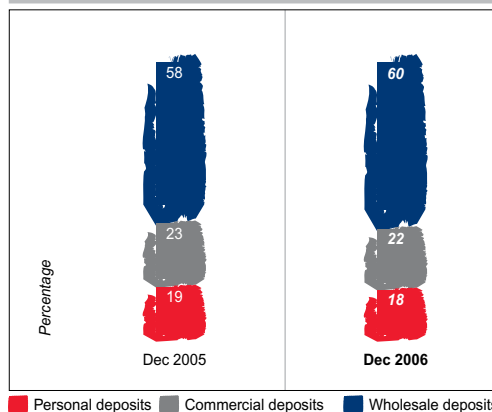 58 60
23 22
19 18
Percentage
Dec 2005 Dec 2006
Personal deposits Commercial deposits Wholesale deposits